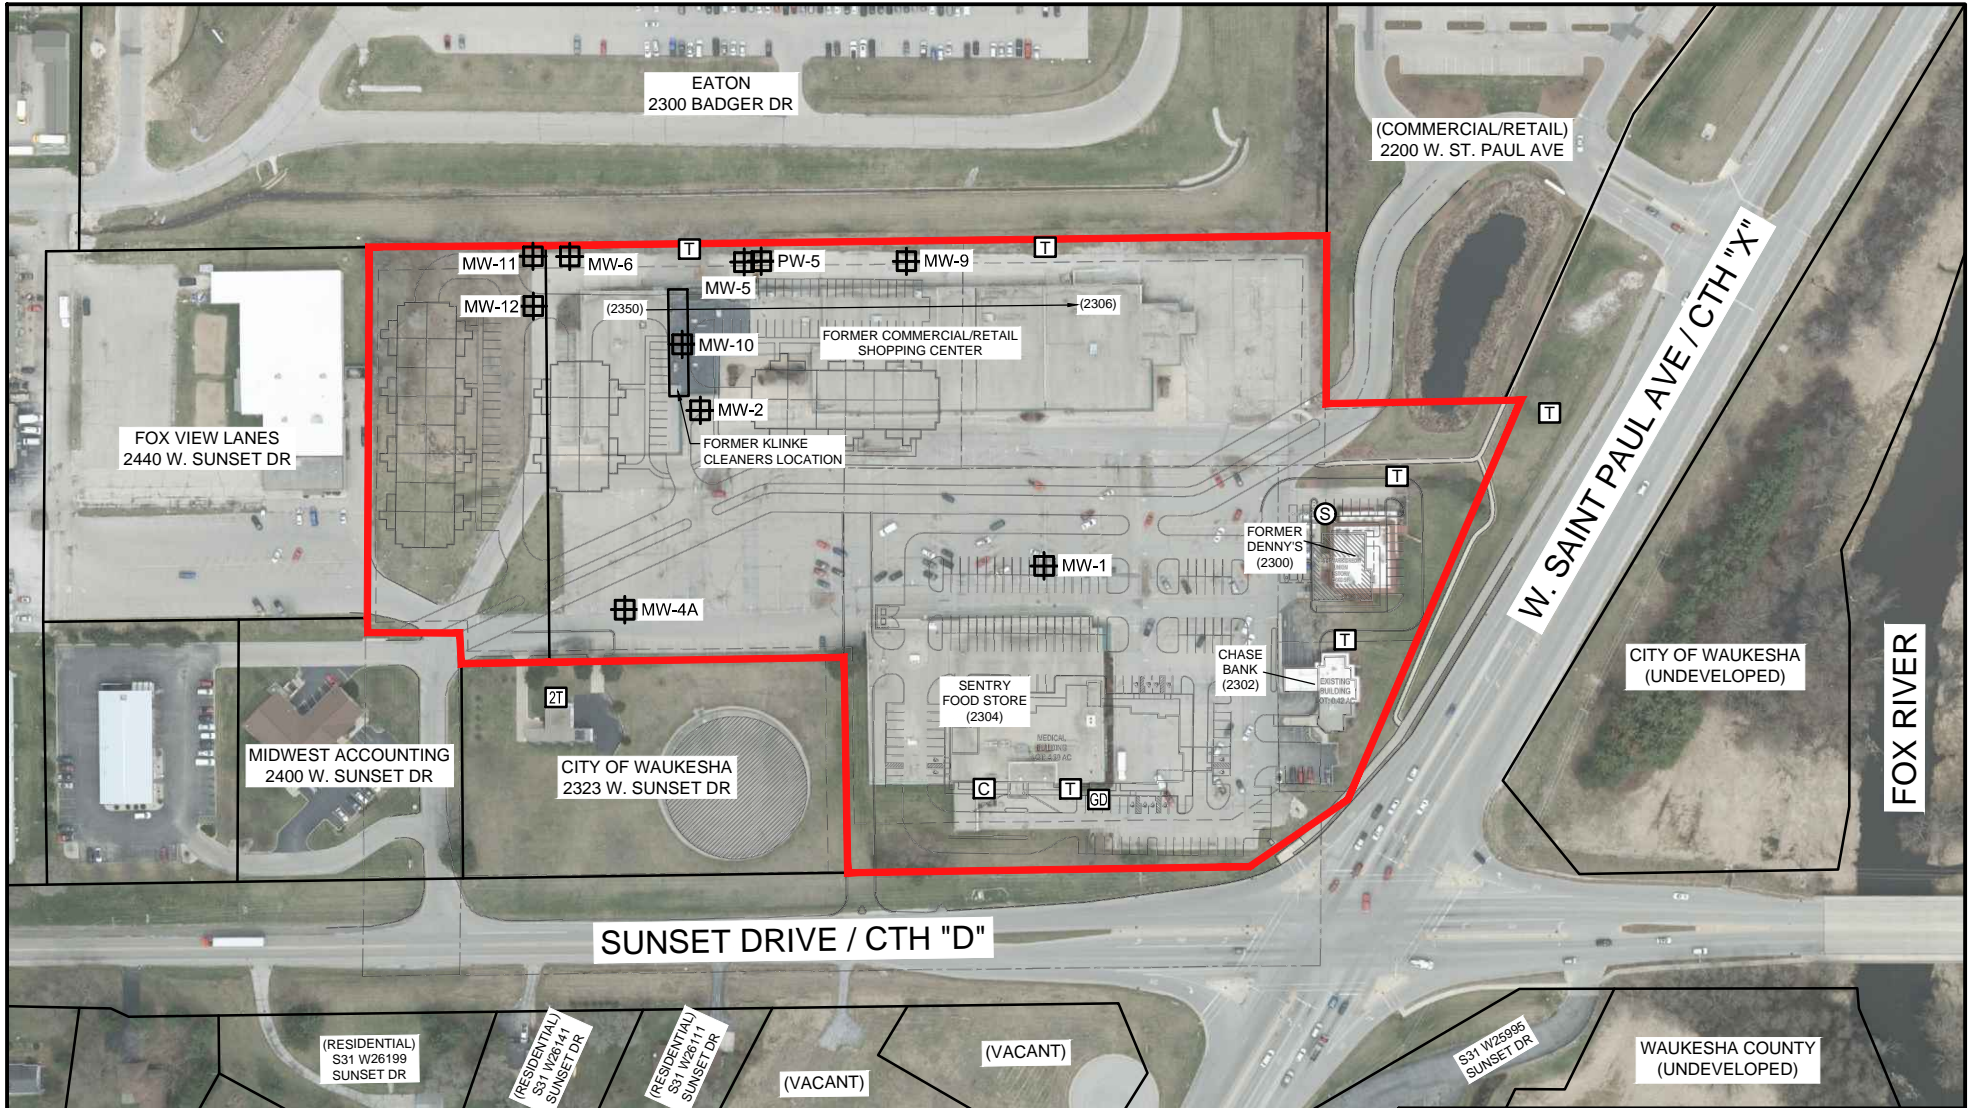 EATON
2300 BADGER DR
(COMMERCIAL/RETAIL)
2200 W. ST. PAUL AVE
W. SAINT PAUL AVE / CTH "X"
T
T
MW-11
MW-6
PW-5
MW-9
MW-5
MW-12
(2350)
(2306)
MW-10
FORMER COMMERCIAL/RETAIL
SHOPPING CENTER
MW-2
T
FORMER KLINKE
CLEANERS LOCATION
FOX VIEW LANES
2440 W. SUNSET DR
T
S
FORMER
DENNY'S
(2300)
MW-1
MW-4A
T
CHASE
BANK
(2302)
EXISTING
BUILDING
CITY OF WAUKESHA
(UNDEVELOPED)
FOX RIVER
2T
SENTRY
FOOD STORE
(2304)
MEDICAL
BUILDING
MIDWEST ACCOUNTING
2400 W. SUNSET DR
CITY OF WAUKESHA
2323 W. SUNSET DR
C
T
GD
SUNSET DRIVE / CTH "D"
(RESIDENTIAL)
S31 W26199
SUNSET DR
(RESIDENTIAL)
S31 W26141
SUNSET DR
(RESIDENTIAL)
S31 W26111
SUNSET DR
(VACANT)
(VACANT)
S31 W25995
SUNSET DR
WAUKESHA COUNTY
(UNDEVELOPED)